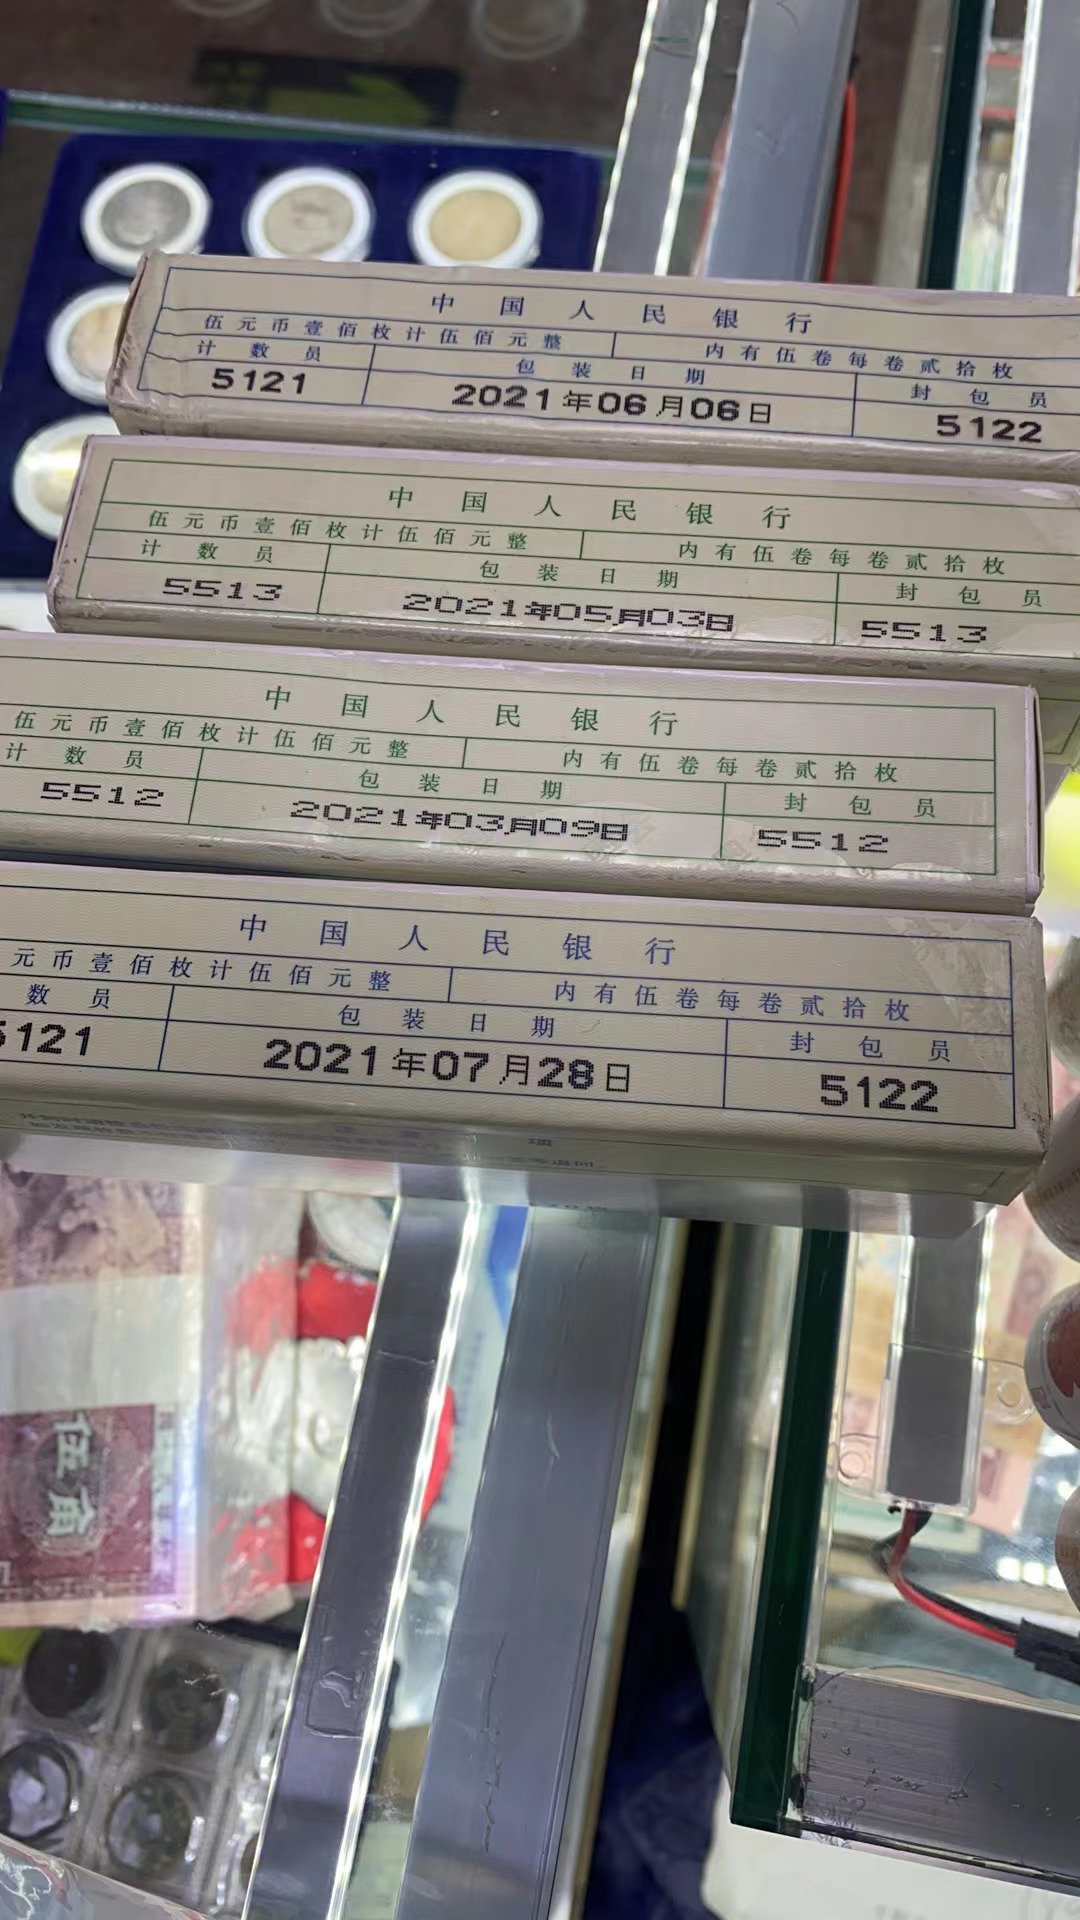 中国人民银行
伍元币壹佰枚计伍佰元整 内有伍卷每卷贰拾枚
计数员 包装日期 封包员
5121 2021年06月06日 5122
中国人民银行
伍元币壹佰枚计伍佰元整 内有伍卷每卷贰拾枚
计数员 包装日期 封包员
5513 2021年05月03日 5513
中国人民银行
伍元币壹佰枚计伍佰元整 内有伍卷每卷贰拾枚
计数员 包装日期 封包员
5512 2021年03月09日 5512
中国人民银行
元币壹佰枚计伍佰元整 内有伍卷每卷贰拾枚
数员 包装日期 封包员
5121 2021年07月28日 5122
伍角